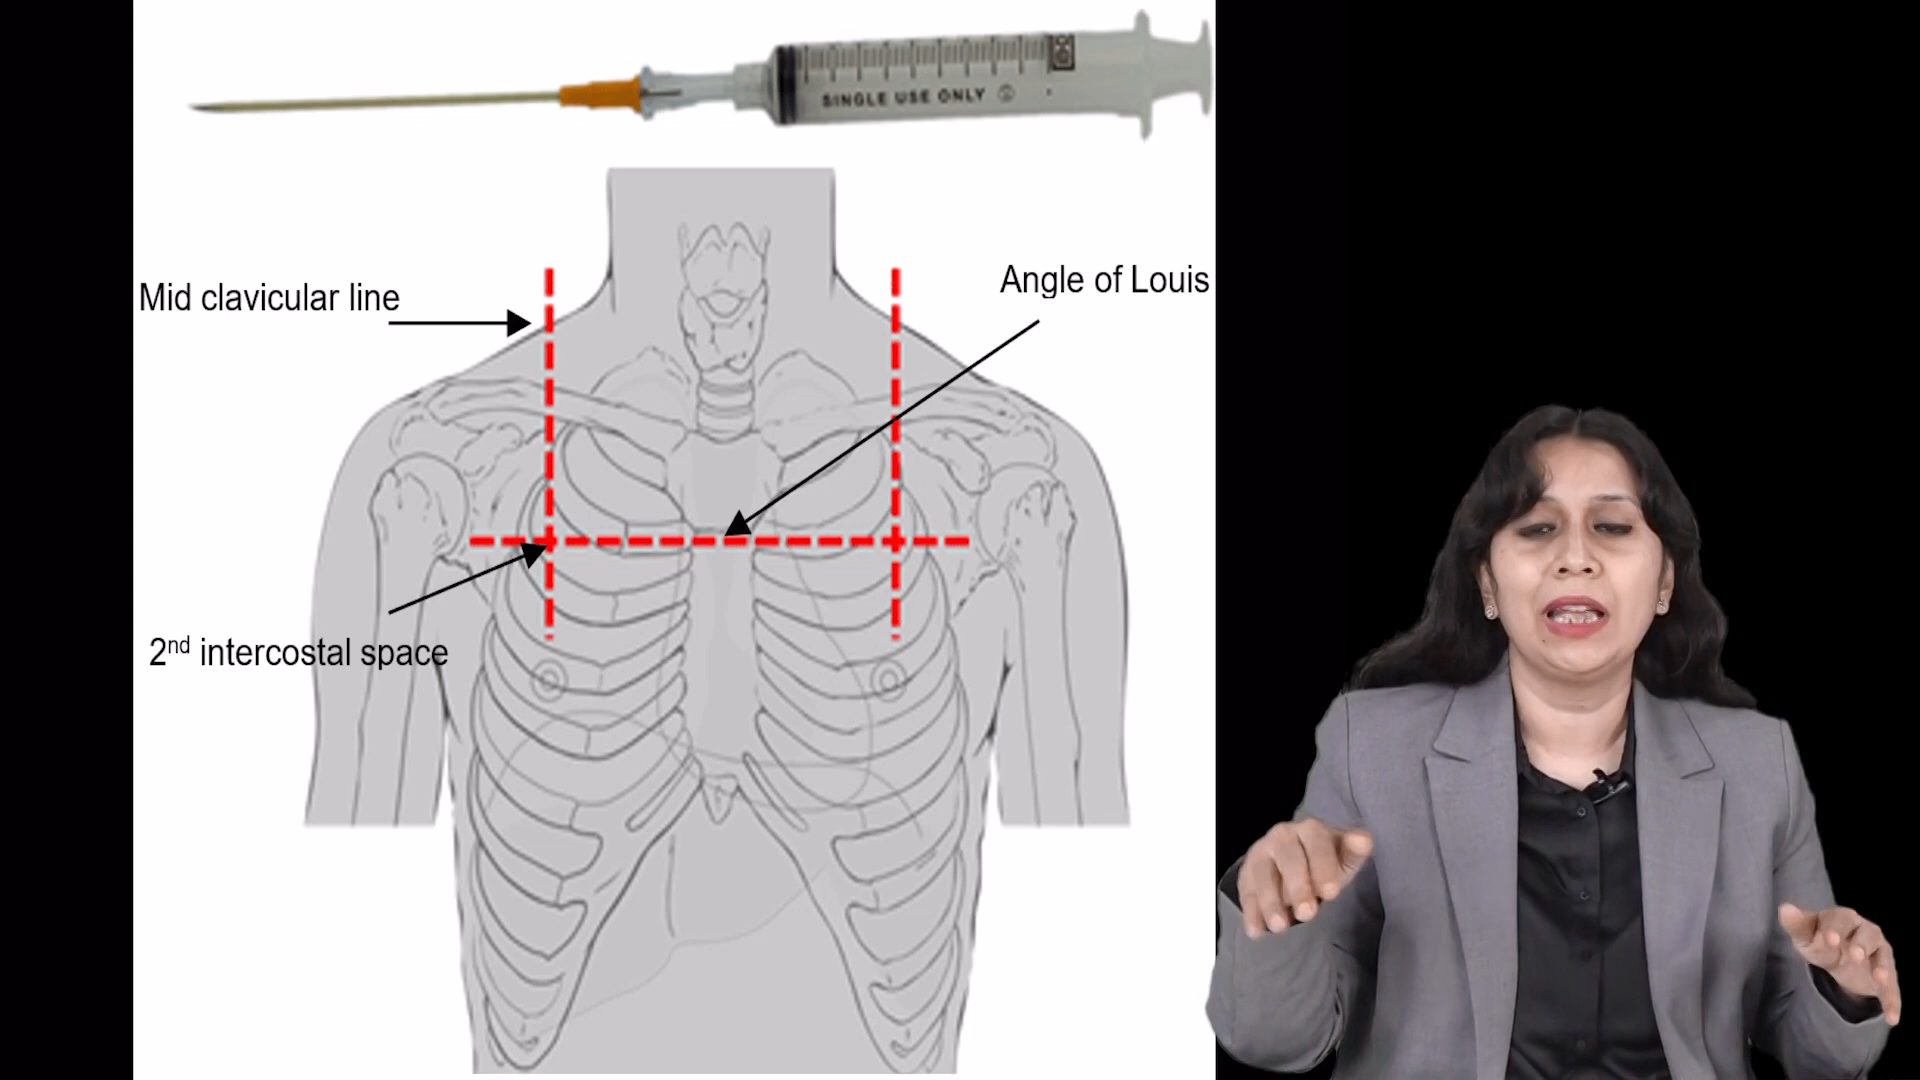 SINGLE USE ONLY
Mid clavicular line
Angle of Louis
2nd intercostal space